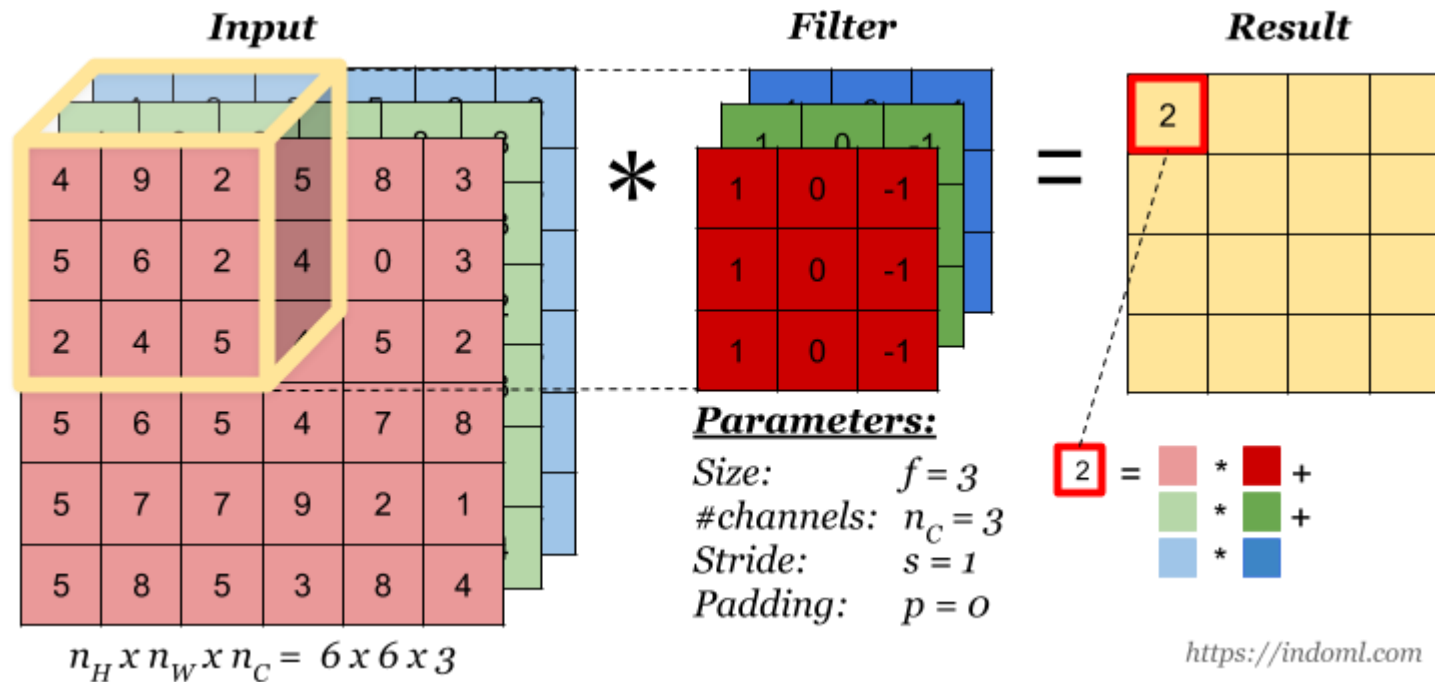 Input Filter Result
4 9 2 5 8 3
5 6 2 4 0 3
2 4 5 5 2
5 6 5 4 7 8
5 7 7 9 2 1
5 8 5 3 8 4
n_H x n_W x n_C = 6 x 6 x 3
*
1 0 -1
1 0 -1
1 0 -1
1 0 -1
Parameters:
Size: f = 3
#channels: n_C = 3
Stride: s = 1
Padding: p = 0
=
2
2 = * +
* +
*
https://indoml.com